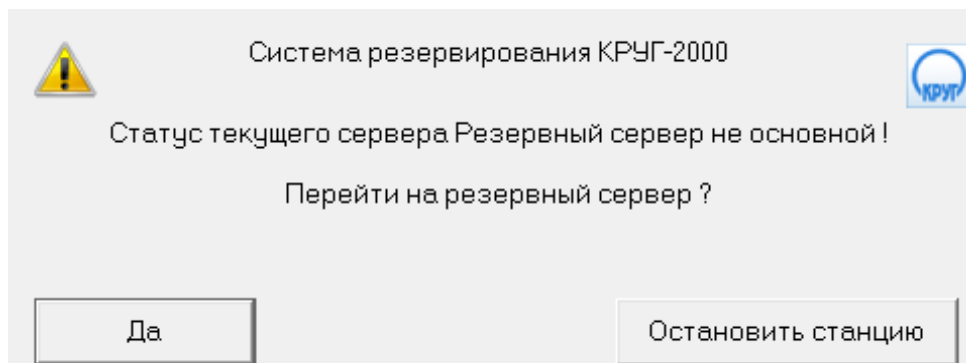 Система резервирования КРУГ-2000
КРУГ
Статус текущего сервера Резервный сервер не основной !
Перейти на резервный сервер ?
Да
Остановить станцию